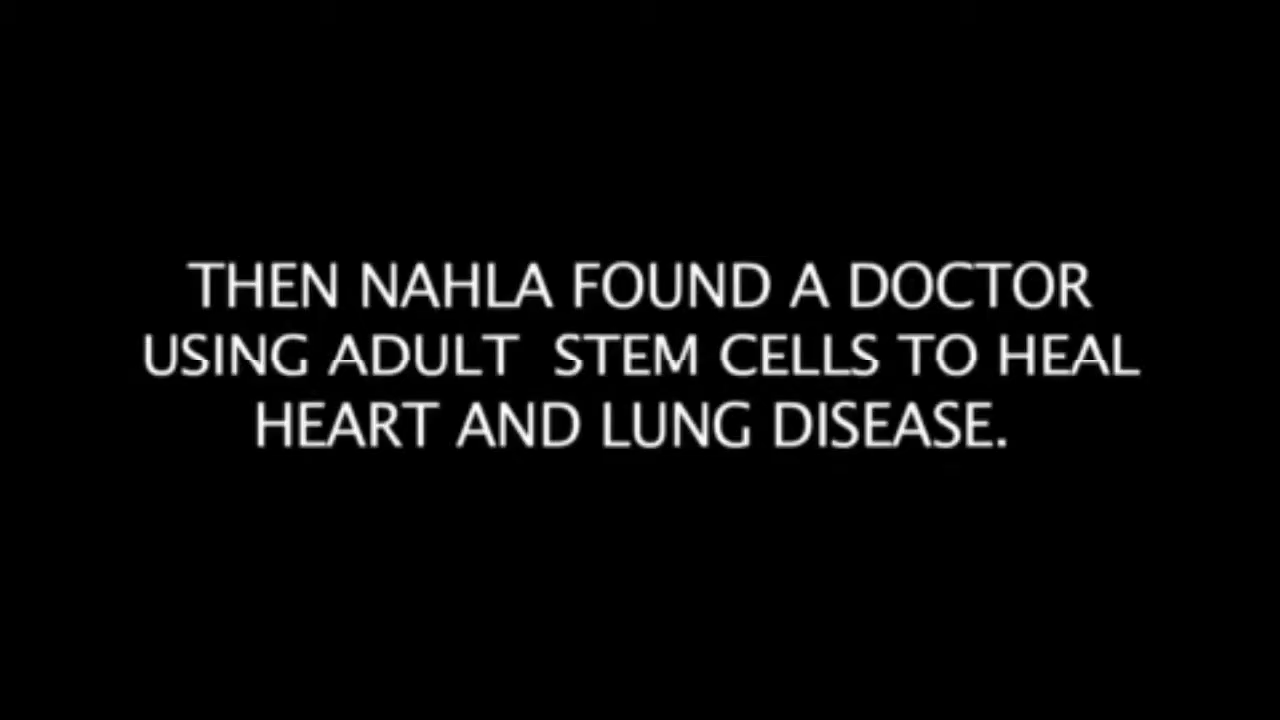 THEN NAHLA FOUND A DOCTOR
USING ADULT  STEM CELLS TO HEAL
HEART AND LUNG DISEASE.